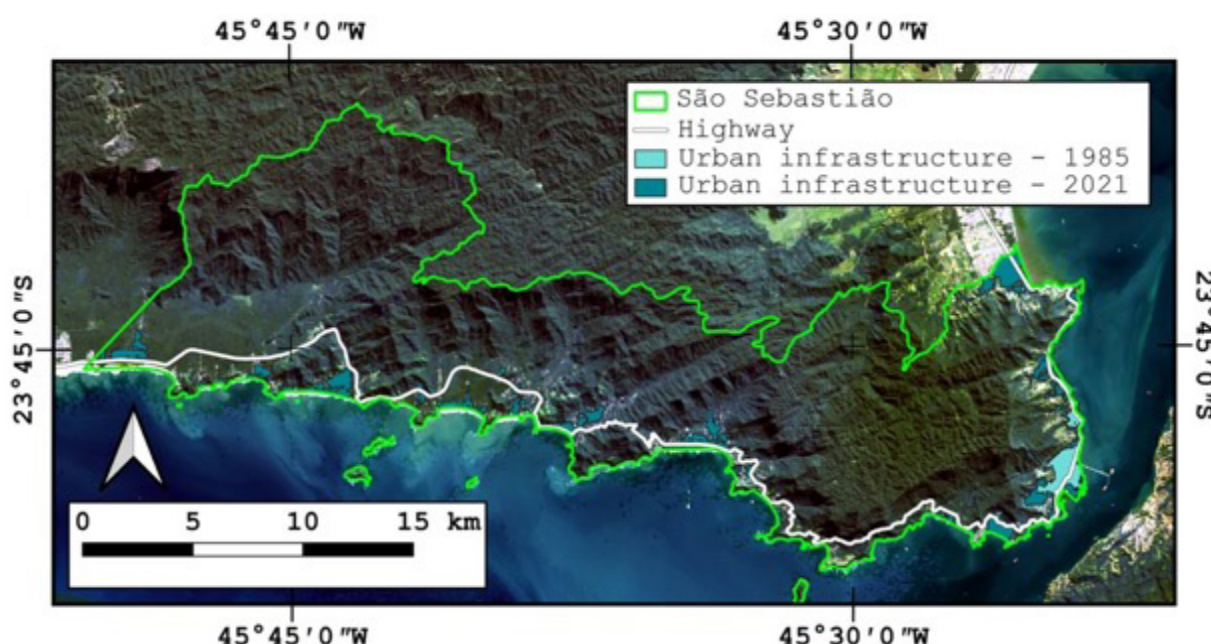 45°45′0″W 45°30′0″W
São Sebastião
Highway
Urban infrastructure - 1985
Urban infrastructure - 2021
23°45′0″S
23°45′0″S
0 5 10 15 km
45°45′0″W 45°30′0″W